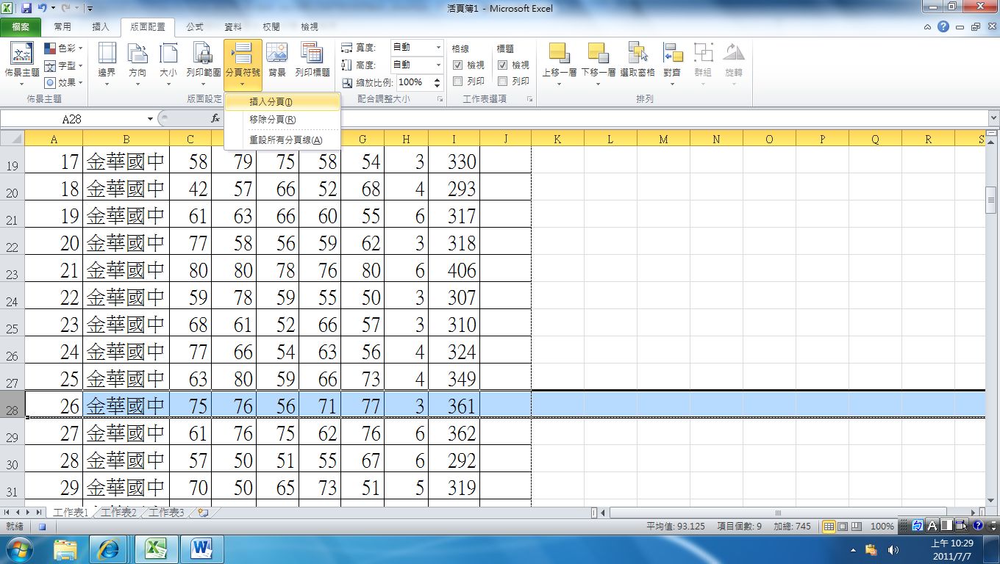 活頁簿1 - Microsoft Excel
檔案 常用 插入 版面配置 公式 資料 校閱 檢視
色彩 寬度: 自動 格線 標題
字型 高度: 自動 檢視 檢視
佈景主題 效果 邊界 方向 大小 列印範圍 分頁符號 背景 列印標題 縮放比例: 100% 列印 列印 上移一層 下移一層 選取窗格 對齊 群組 旋轉
佈景主題 版面設定 配合調整大小 工作表選項 排列
插入分頁(I)
移除分頁(R)
重設所有分頁線(A)
A28 fx
A B C G H I J K L M N O P Q R S
19 17 金華國中 58 79 75 58 54 3 330
20 18 金華國中 42 57 66 52 68 4 293
21 19 金華國中 61 63 66 60 55 6 317
22 20 金華國中 77 58 56 59 62 3 318
23 21 金華國中 80 80 78 76 80 6 406
24 22 金華國中 59 78 59 55 50 3 307
25 23 金華國中 68 61 52 66 57 3 310
26 24 金華國中 77 66 54 63 56 4 324
27 25 金華國中 63 80 59 66 73 4 349
28 26 金華國中 75 76 56 71 77 3 361
29 27 金華國中 61 76 75 62 76 6 362
30 28 金華國中 57 50 51 55 67 6 292
31 29 金華國中 70 50 65 73 51 5 319
工作表1 工作表2 工作表3
就緒 平均值: 93.125 項目個數: 9 加總: 745 100%
上午 10:29
2011/7/7